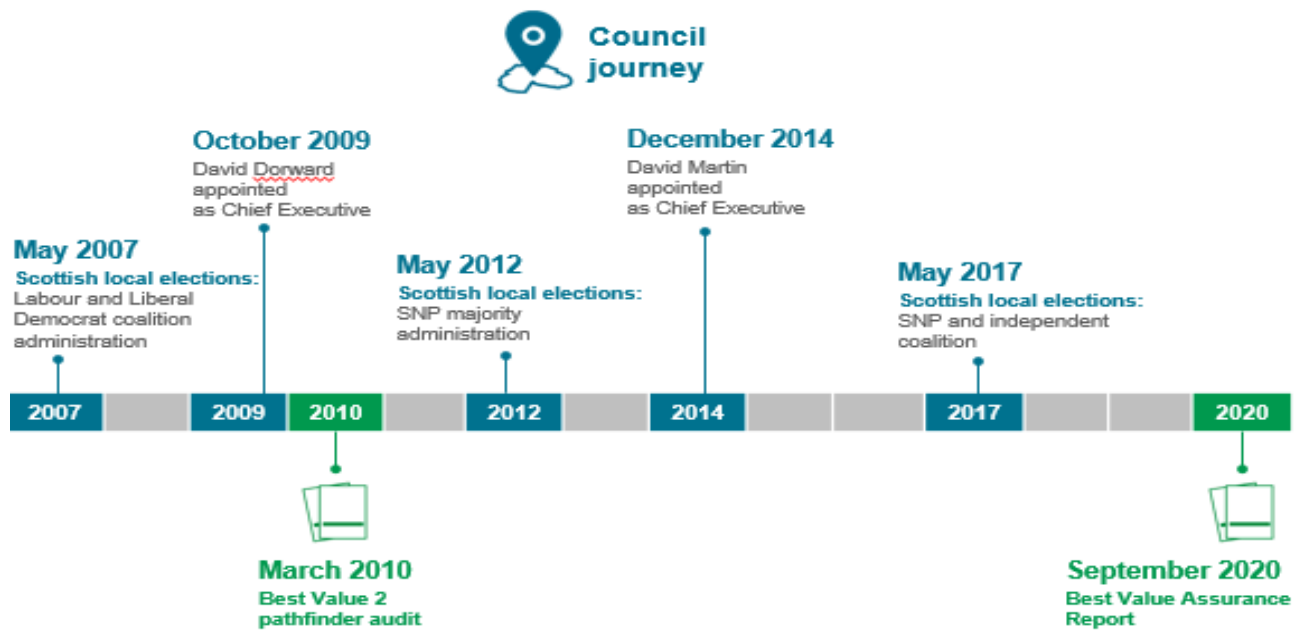 Council
journey
October 2009
David Dorward
appointed
as Chief Executive
December 2014
David Martin
appointed
as Chief Executive
May 2007
Scottish local elections:
Labour and Liberal
Democrat coalition
administration
May 2012
Scottish local elections:
SNP majority
administration
May 2017
Scottish local elections:
SNP and independent
coalition
2007
2009
2010
2012
2014
2017
2020
March 2010
Best Value 2
pathfinder audit
September 2020
Best Value Assurance
Report